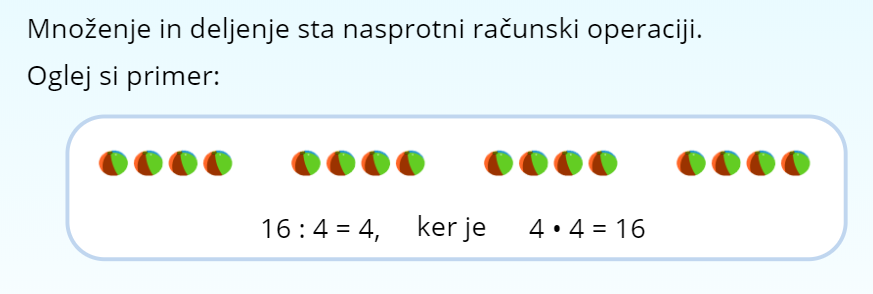 Množenje in deljenje sta nasprotni računski operaciji.
Oglej si primer:
16 : 4 = 4, ker je 4 • 4 = 16